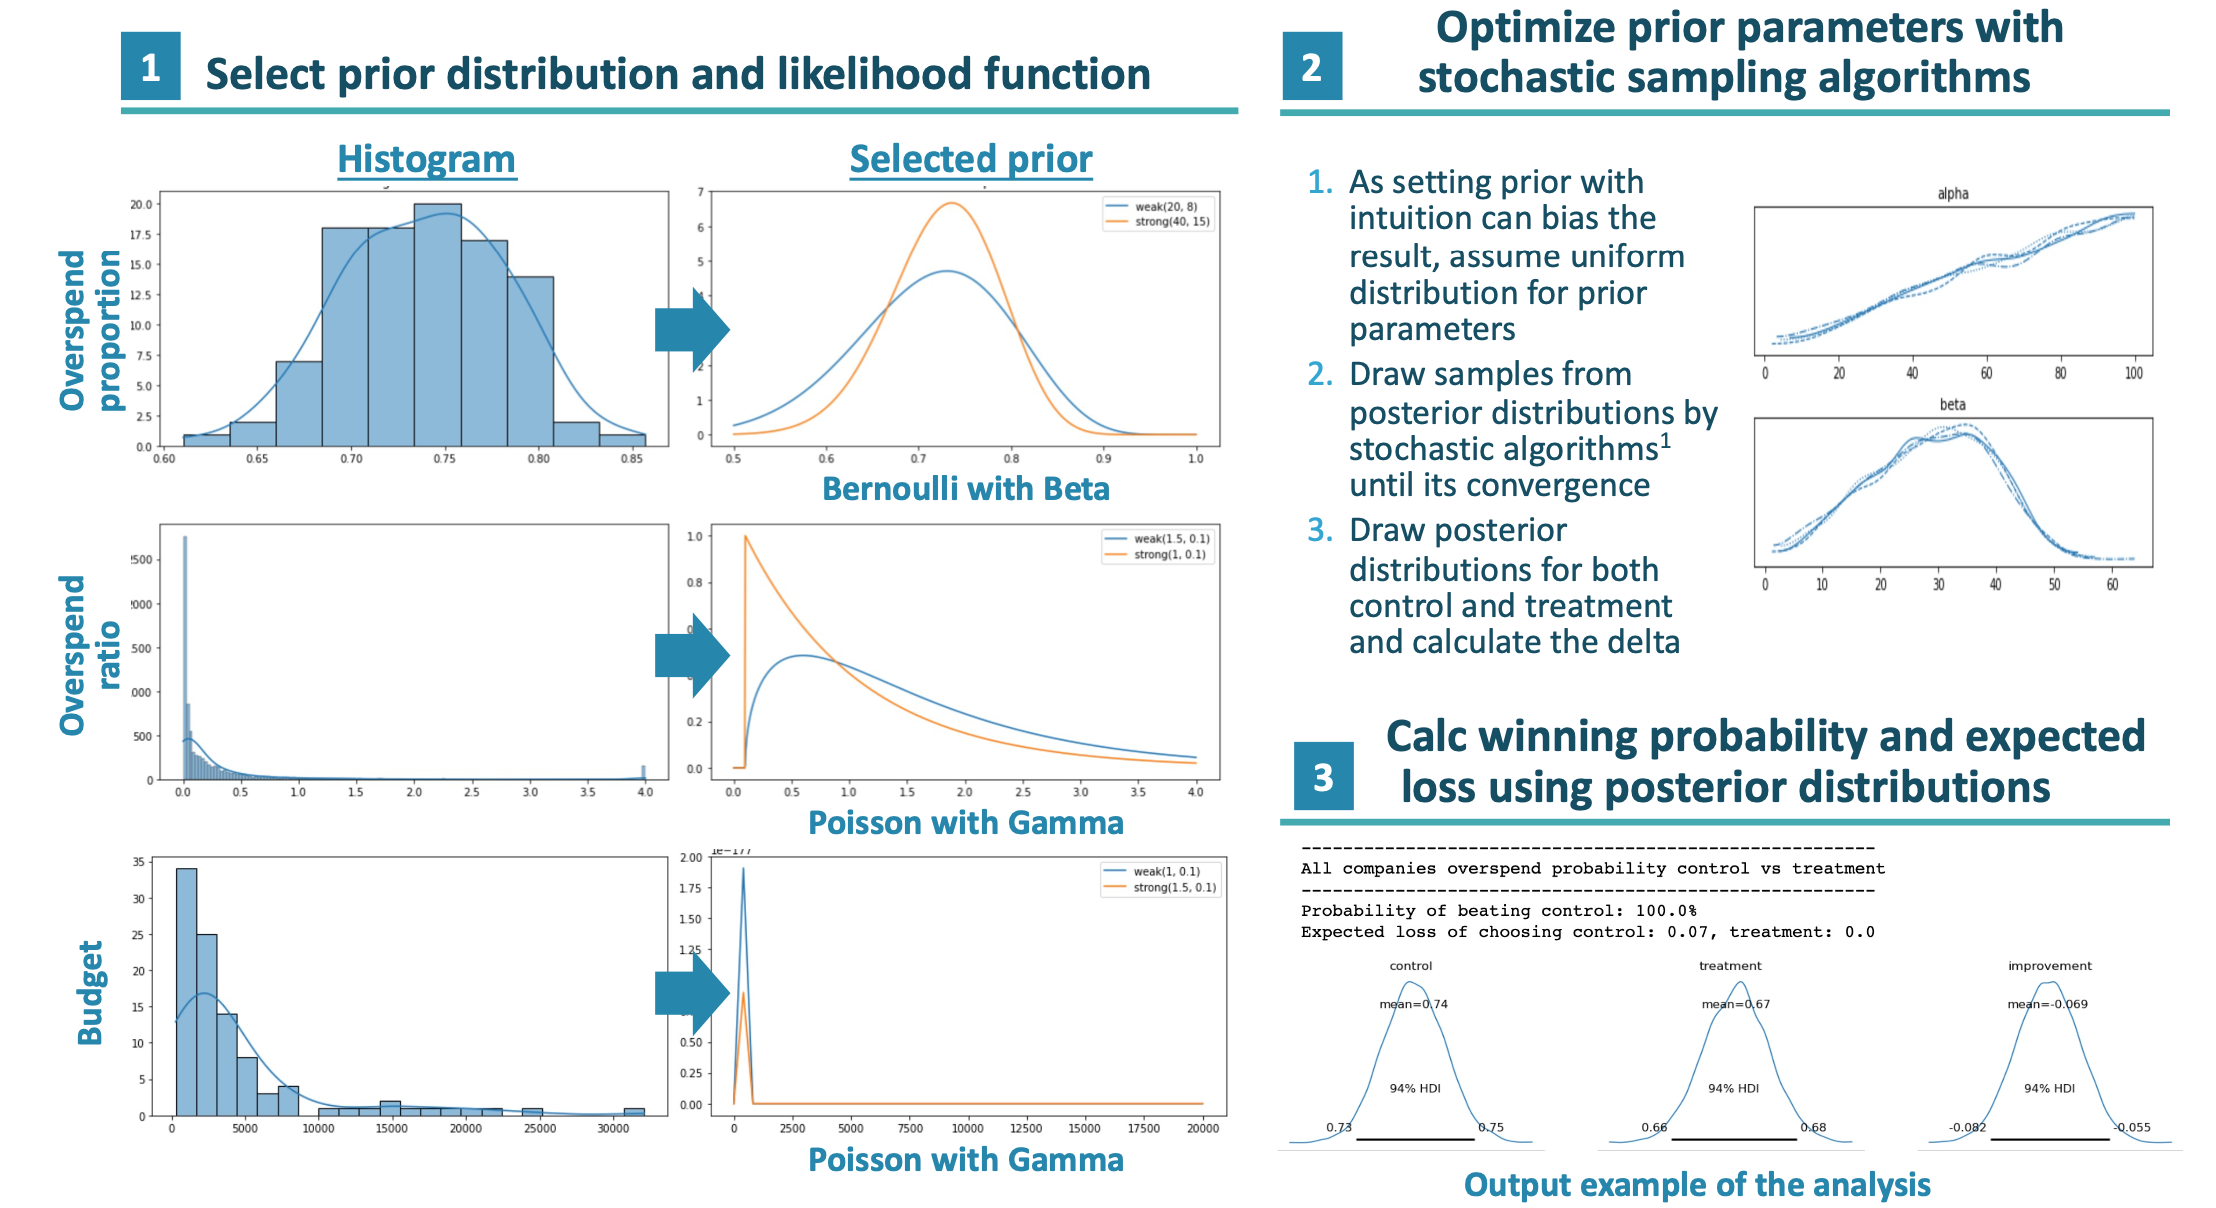 1
Select prior distribution and likelihood function
Histogram
Selected prior
Overspend
proportion
20.0
17.5
15.0
12.5
10.0
7.5
5.0
2.5
0.0
0.60 0.65 0.70 0.75 0.80 0.85
7
6
5
2
1
0
weak(20, 8)
strong(40, 15)
0.5 0.6 0.7 0.8 0.9 1.0
Bernoulli with Beta
Overspend
ratio
500
0
0.0 0.5 1.0 1.5 2.0 2.5 3.0 3.5 4.0
1.0
0.8
0.2
0.0
weak(1.5, 0.1)
strong(1, 0.1)
0.0 0.5 1.0 1.5 2.0 2.5 3.0 3.5 4.0
Poisson with Gamma
Budget
35
30
25
20
15
10
5
0
0 5000 10000 15000 20000 25000 30000
1e-177
2.00
1.75
1.50
1.25
0.50
0.25
0.00
weak(1, 0.1)
strong(1.5, 0.1)
0 2500 5000 7500 10000 12500 15000 17500 20000
Poisson with Gamma
2
Optimize prior parameters with
stochastic sampling algorithms
1. As setting prior with
intuition can bias the
result, assume uniform
distribution for prior
parameters
2. Draw samples from
posterior distributions by
stochastic algorithms1
until its convergence
3. Draw posterior
distributions for both
control and treatment
and calculate the delta
alpha
0 20 40 60 80 100
beta
0 10 20 30 40 50 60
3
Calc winning probability and expected
loss using posterior distributions
-------------------------------------------------------
All companies overspend probability control vs treatment
-------------------------------------------------------
Probability of beating control: 100.0%
Expected loss of choosing control: 0.07, treatment: 0.0
control
mean=0.74
94% HDI
0.73 0.75
treatment
mean=0.67
94% HDI
0.66 0.68
improvement
mean=-0.069
94% HDI
-0.082 -0.055
Output example of the analysis